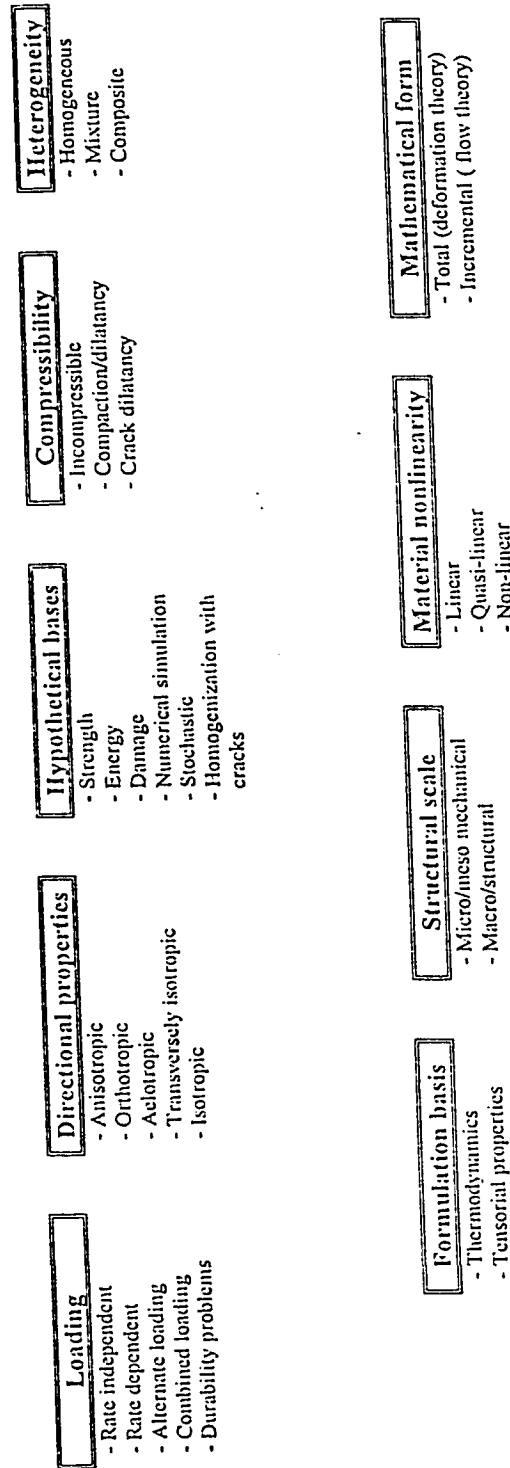 Loading
- Rate independent
- Rate dependent
- Alternate loading
- Combined loading
- Durability problems
Directional properties
- Anisotropic
- Orthotropic
- Aelotropic
- Transversely isotropic
- Isotropic
Hypothetical bases
- Strength
- Energy
- Damage
- Numerical simulation
- Stochastic
- Homogenization with
cracks
Compressibility
- Incompressible
- Compaction/dilatancy
- Crack dilatancy
Heterogeneity
- Homogeneous
- Mixture
- Composite
Formulation basis
- Thermodynamics
- Tensorial properties
Structural scale
- Micro/meso mechanical
- Macro/structural
Material nonlinearity
- Linear
- Quasi-linear
- Non-linear
Mathematical form
- Total (deformation theory)
- Incremental ( flow theory)